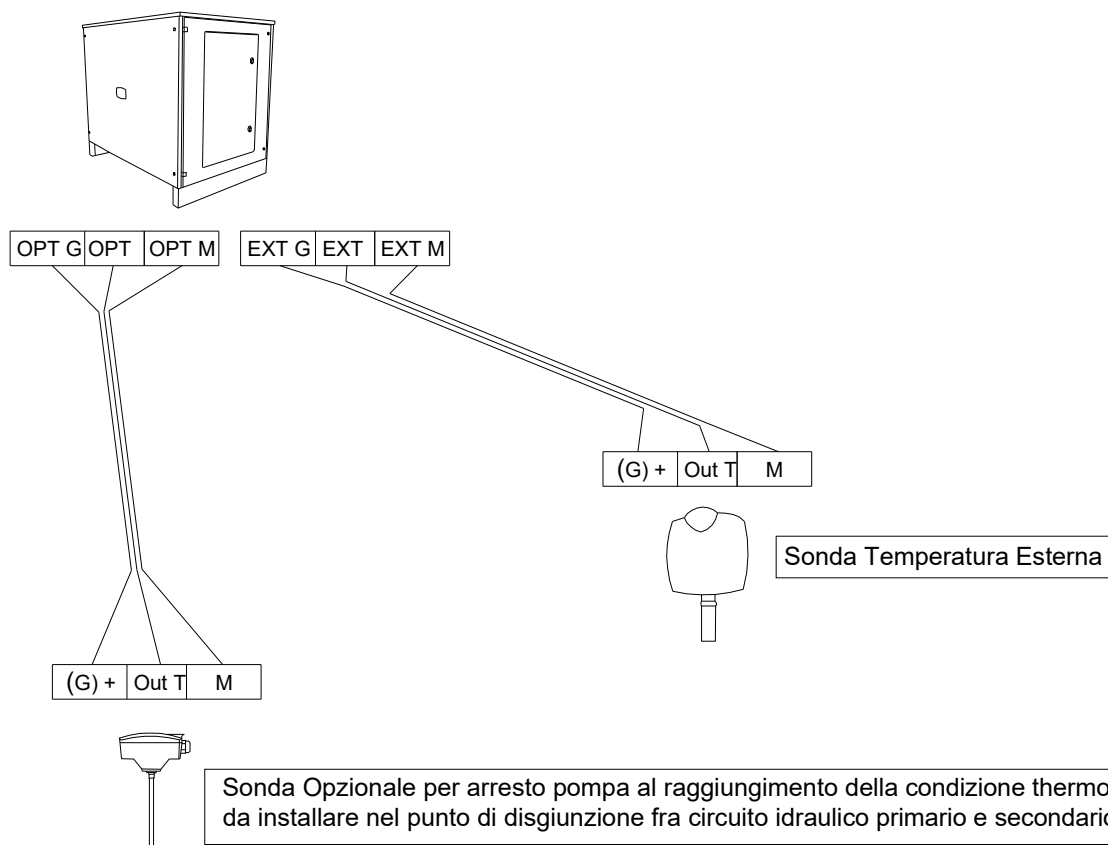 OPT G OPT OPT M EXT G EXT EXT M
(G) + Out T M
Sonda Temperatura Esterna
(G) + Out T M
Sonda Opzionale per arresto pompa al raggiungimento della condizione thermo
da installare nel punto di disgiunzione fra circuito idraulico primario e secondario